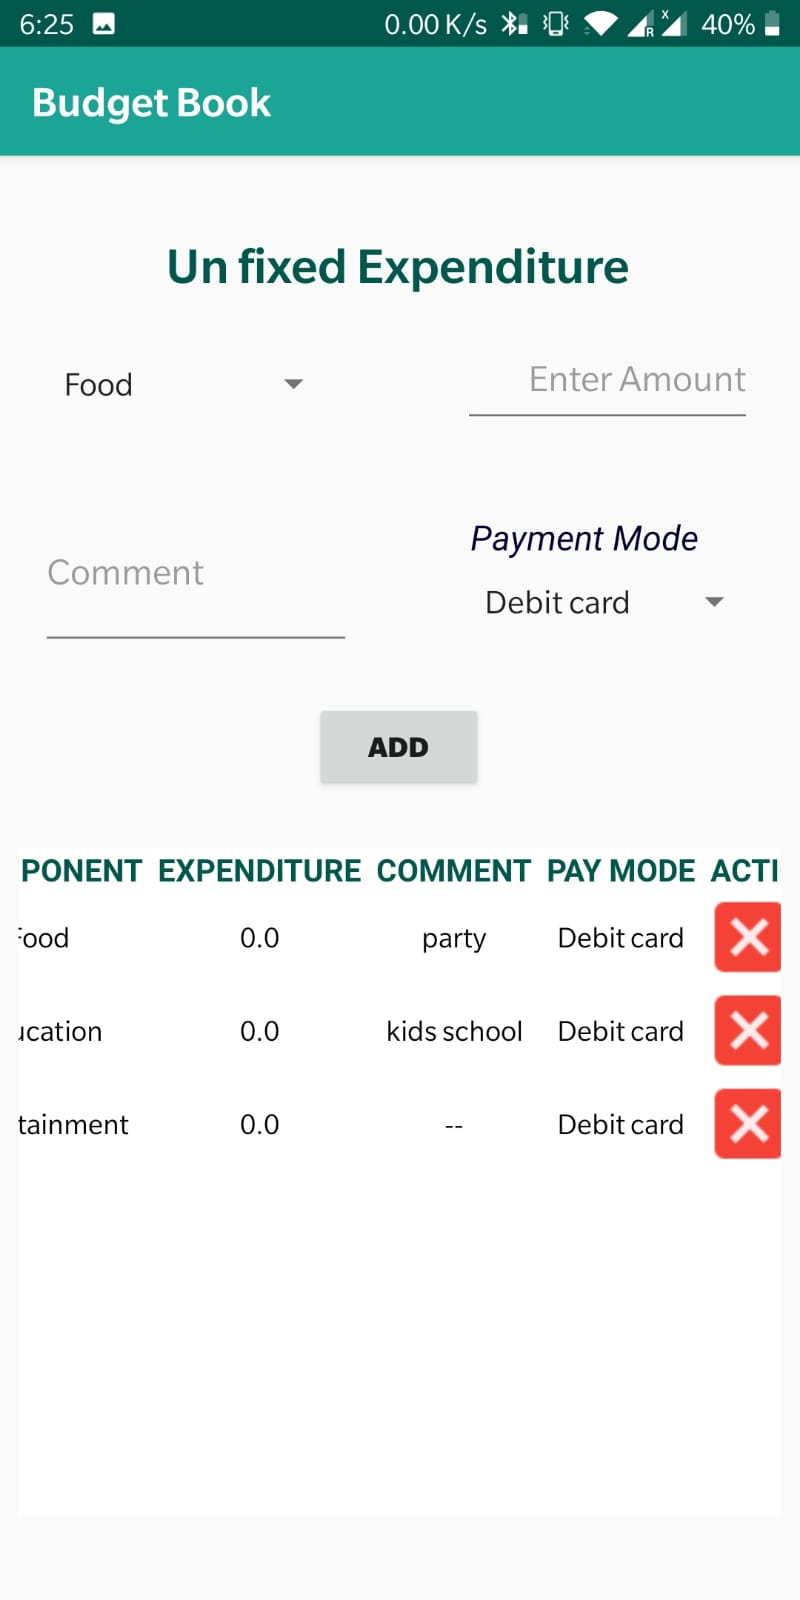 6:25 0.00 K/s R x 40%
Budget Book
Un fixed Expenditure
Food Enter Amount
Payment Mode
Comment
Debit card
ADD
PONENT EXPENDITURE COMMENT PAY MODE ACTI
Food 0.0 party Debit card
ucation 0.0 kids school Debit card
tainment 0.0 -- Debit card